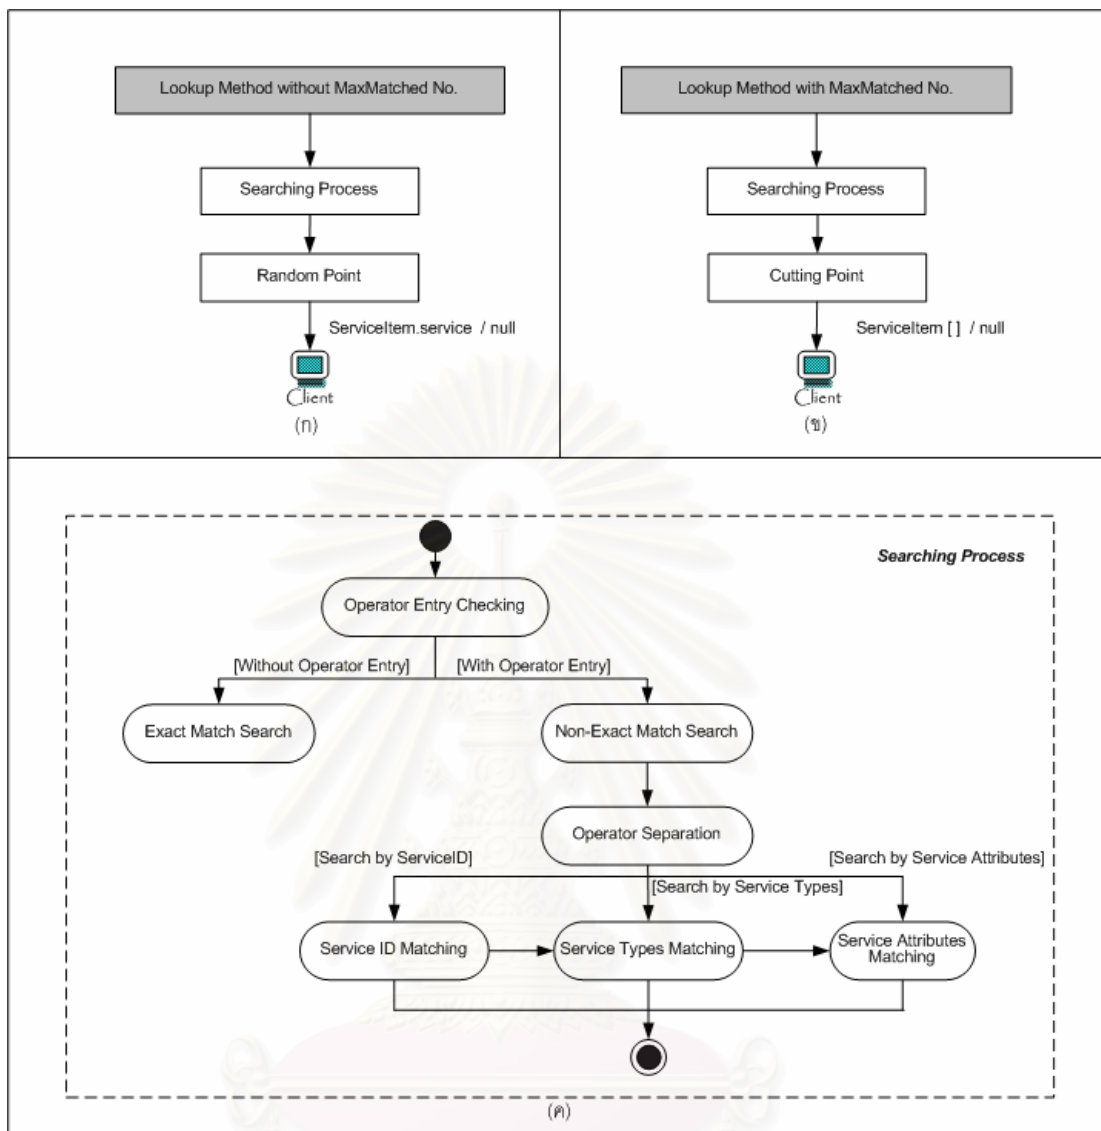 Lookup Method without MaxMatched No.
Searching Process
Random Point
ServiceItem.service / null
Client
(ก)
Lookup Method with MaxMatched No.
Searching Process
Cutting Point
ServiceItem [ ] / null
Client
(ข)
Searching Process
Operator Entry Checking
[Without Operator Entry]
[With Operator Entry]
Exact Match Search
Non-Exact Match Search
Operator Separation
[Search by ServiceID]
[Search by Service Types]
[Search by Service Attributes]
Service ID Matching
Service Types Matching
Service Attributes
Matching
(ค)